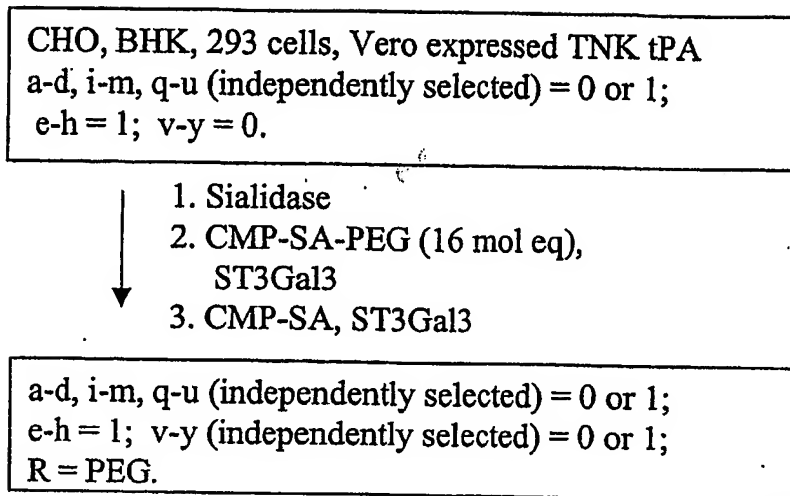 CHO, BHK, 293 cells, Vero expressed TNK tPA
a-d, i-m, q-u (independently selected) = 0 or 1;
e-h = 1; v-y = 0.
1. Sialidase
2. CMP-SA-PEG (16 mol eq),
ST3Gal3
3. CMP-SA, ST3Gal3
a-d, i-m, q-u (independently selected) = 0 or 1;
e-h = 1; v-y (independently selected) = 0 or 1;
R = PEG.